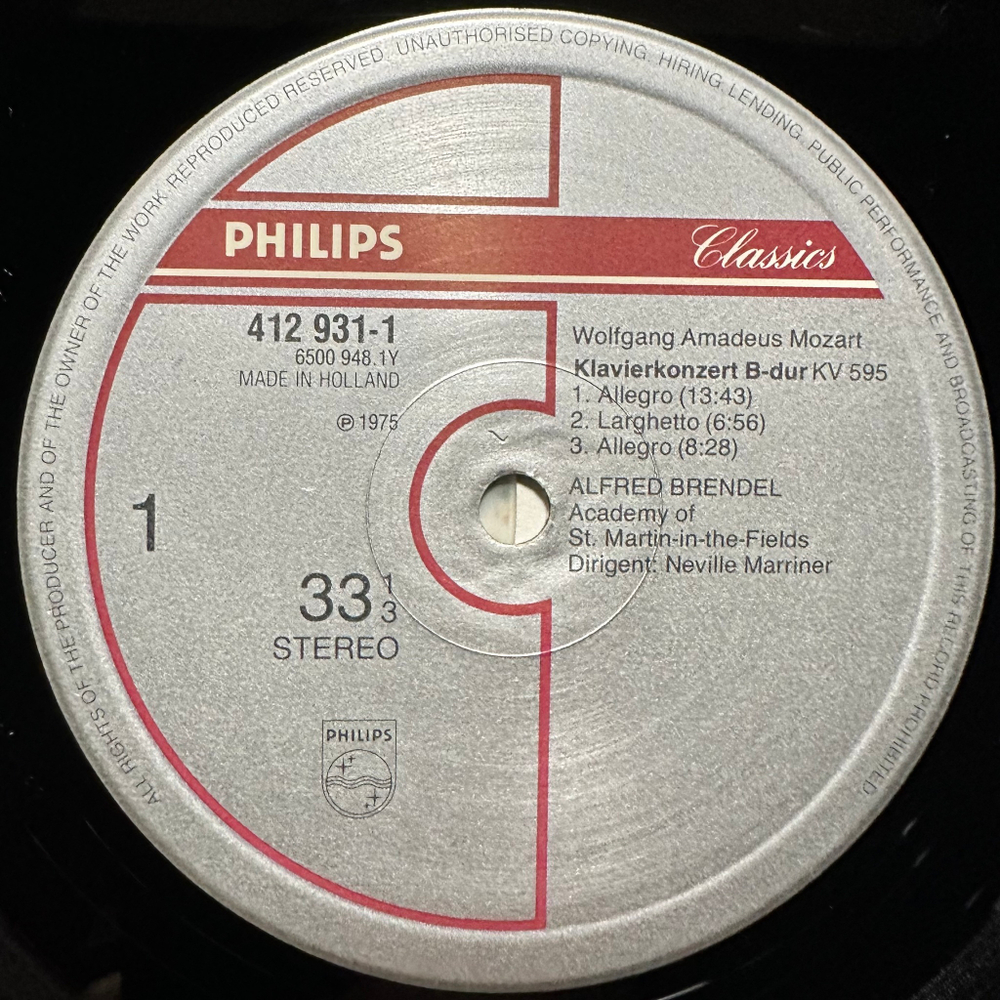 ALL RIGHTS OF THE PRODUCER AND OF THE OWNER OF THE WORK REPRODUCED RESERVED. UNAUTHORISED COPYING, HIRING, LENDING, PUBLIC PERFORMANCE AND BROADCASTING OF THIS RECORD PROHIBITED
PHILIPS
Classics
412 931-1
6500 948.1Y
MADE IN HOLLAND
℗ 1975
1
33 1/3
STEREO
PHILIPS
Wolfgang Amadeus Mozart
Klavierkonzert B-dur KV 595
1. Allegro (13:43)
2. Larghetto (6:56)
3. Allegro (8:28)
ALFRED BRENDEL
Academy of
St. Martin-in-the-Fields
Dirigent: Neville Marriner